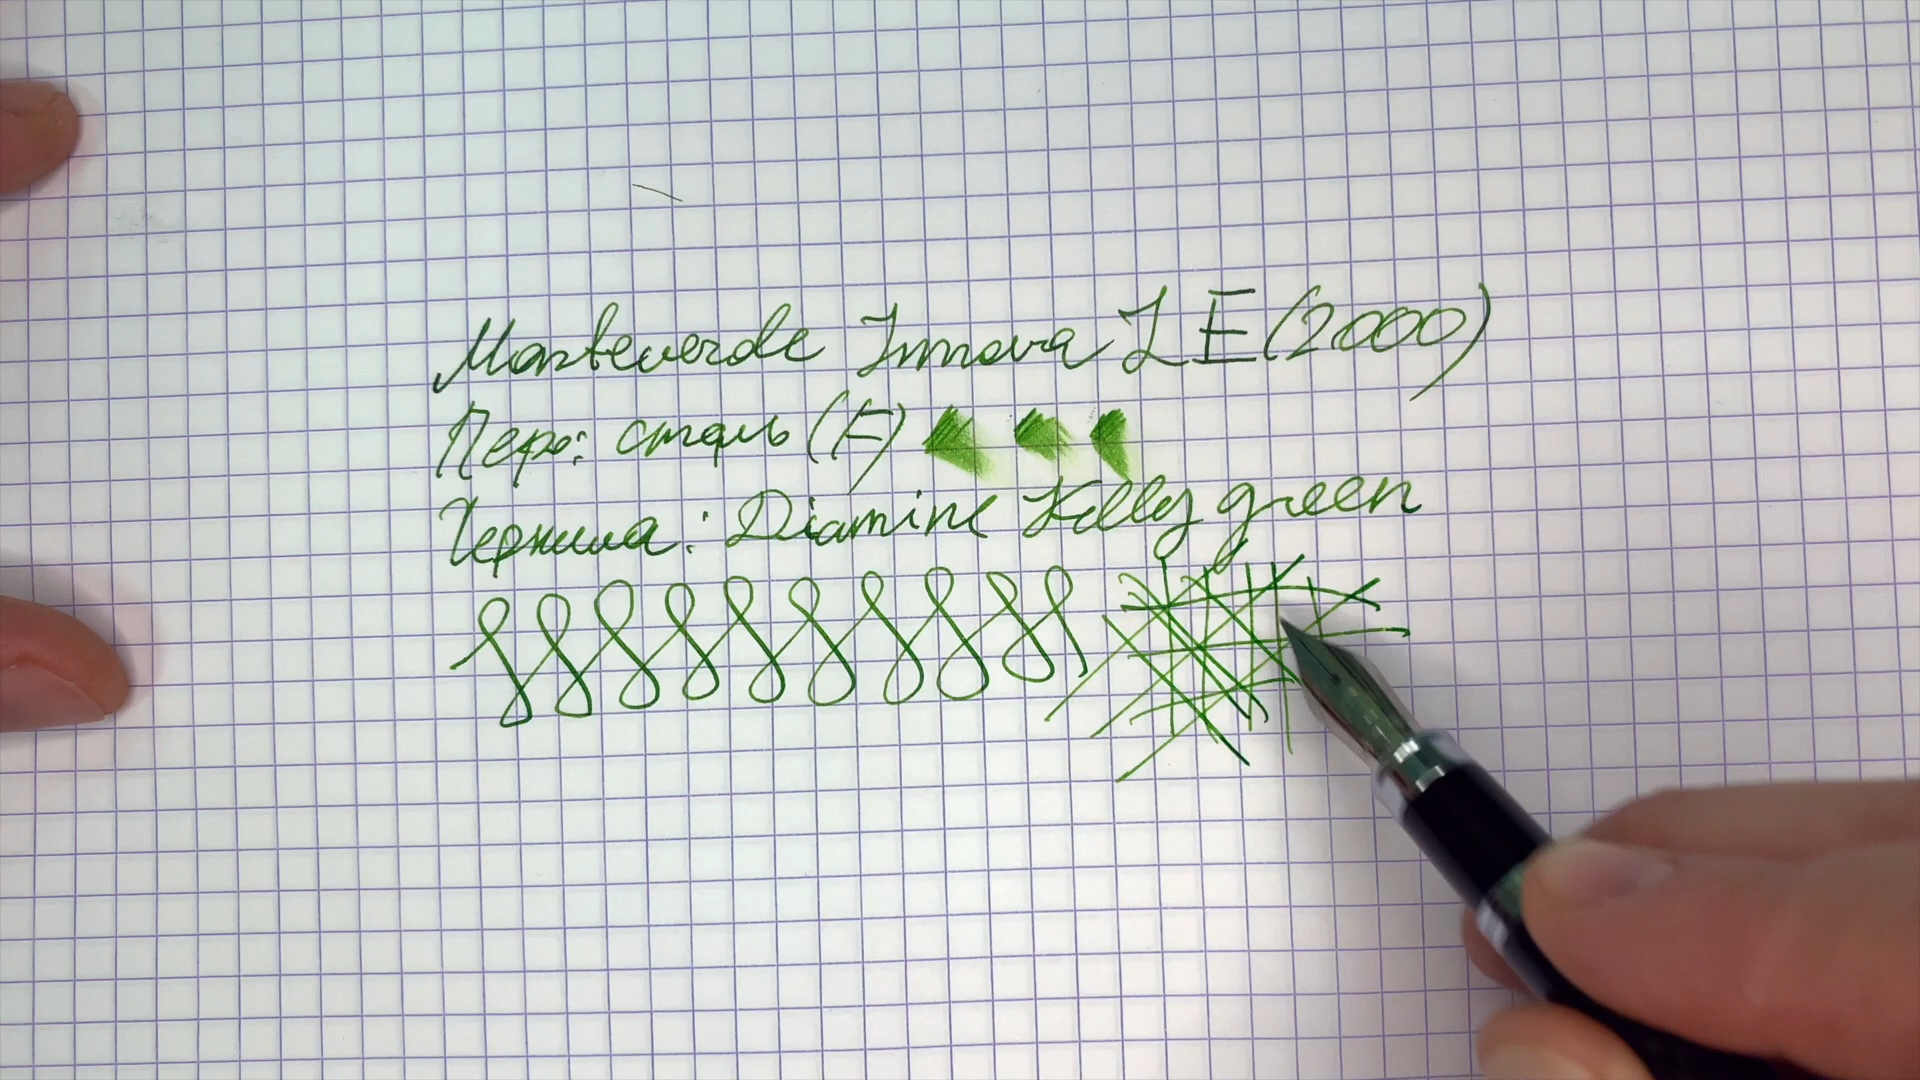 Monteverde Innova LE (2000)
Перо: сталь (F)
Чернила: Diamine Kelly green